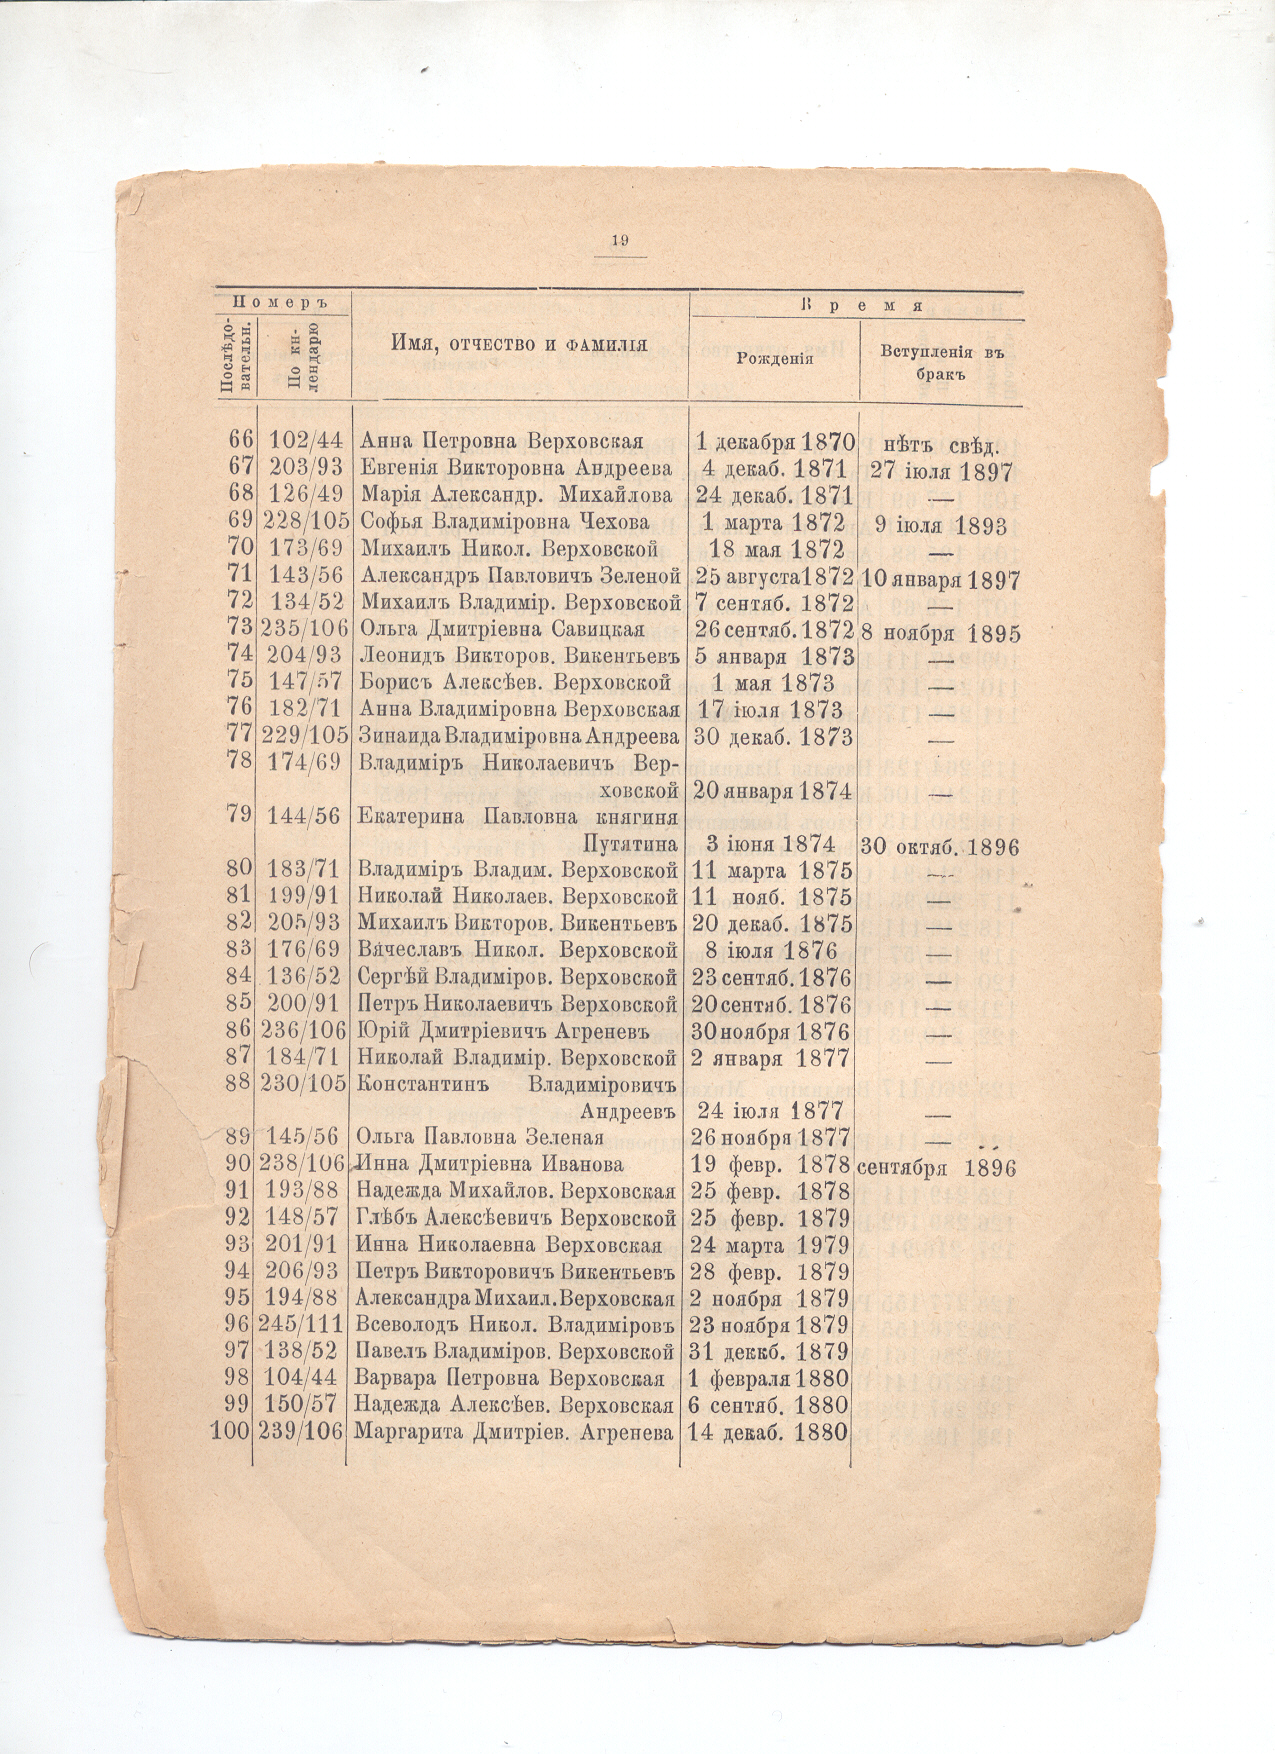 19
Номеръ
Время
Послѣдо-
вательн.
По кн-
лендарю
Имя, отчество и фамилія
Рожденія
Вступленія въ
бракъ
66 102/44 Анна Петровна Верховская 1 декабря 1870 нѣтъ свѣд.
67 203/93 Евгенія Викторовна Андреева 4 декаб. 1871 27 іюля 1897
68 126/49 Марія Александр. Михайлова 24 декаб. 1871 —
69 228/105 Софья Владиміровна Чехова 1 марта 1872 9 іюля 1893
70 173/69 Михаилъ Никол. Верховской 18 мая 1872 —
71 143/56 Александръ Павловичъ Зеленой 25 августа 1872 10 января 1897
72 134/52 Михаилъ Владимір. Верховской 7 сентяб. 1872 —
73 235/106 Ольга Дмитріевна Савицкая 26 сентяб. 1872 8 ноября 1895
74 204/93 Леонидъ Викторов. Викентьевъ 5 января 1873 —
75 147/57 Борисъ Алексѣев. Верховской 1 мая 1873 —
76 182/71 Анна Владиміровна Верховская 17 іюля 1873 —
77 229/105 Зинаида Владиміровна Андреева 30 декаб. 1873 —
78 174/69 Владиміръ Николаевичъ Вер-
ховской 20 января 1874 —
79 144/56 Екатерина Павловна княгиня
Путятина 3 іюня 1874 30 октяб. 1896
80 183/71 Владиміръ Владим. Верховской 11 марта 1875 —
81 199/91 Николай Николаев. Верховской 11 нояб. 1875 —
82 205/93 Михаилъ Викторов. Викентьевъ 20 декаб. 1875 —
83 176/69 Вячеславъ Никол. Верховской 8 іюля 1876 —
84 136/52 Сергѣй Владиміров. Верховской 23 сентяб. 1876 —
85 200/91 Петръ Николаевичъ Верховской 20 сентяб. 1876 —
86 236/106 Юрій Дмитріевичъ Агреневъ 30 ноября 1876 —
87 184/71 Николай Владимір. Верховской 2 января 1877 —
88 230/105 Константинъ Владиміровичъ
Андреевъ 24 іюля 1877 —
89 145/56 Ольга Павловна Зеленая 26 ноября 1877 —
90 238/106 Инна Дмитріевна Иванова 19 февр. 1878 сентября 1896
91 193/88 Надежда Михайлов. Верховская 25 февр. 1878
92 148/57 Глѣбъ Алексѣевичъ Верховской 25 февр. 1879
93 201/91 Инна Николаевна Верховская 24 марта 1979
94 206/93 Петръ Викторовичъ Викентьевъ 28 февр. 1879
95 194/88 Александра Михаил. Верховская 2 ноября 1879
96 245/111 Всеволодъ Никол. Владиміровъ 23 ноября 1879
97 138/52 Павелъ Владиміров. Верховской 31 деккб. 1879
98 104/44 Варвара Петровна Верховская 1 февраля 1880
99 150/57 Надежда Алексѣев. Верховская 6 сентяб. 1880
100 239/106 Маргарита Дмитріев. Агренева 14 декаб. 1880